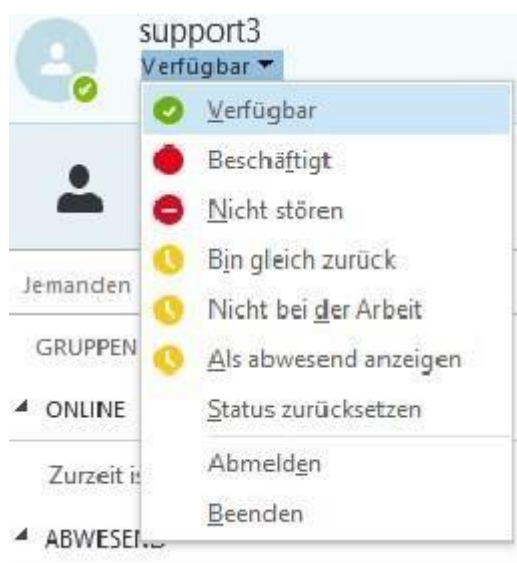 support3
Verfügbar
Verfügbar
Beschäftigt
Nicht stören
Bin gleich zurück
Nicht bei der Arbeit
Als abwesend anzeigen
Status zurücksetzen
Abmelden
Beenden
Jemanden
GRUPPEN
ONLINE
Zurzeit